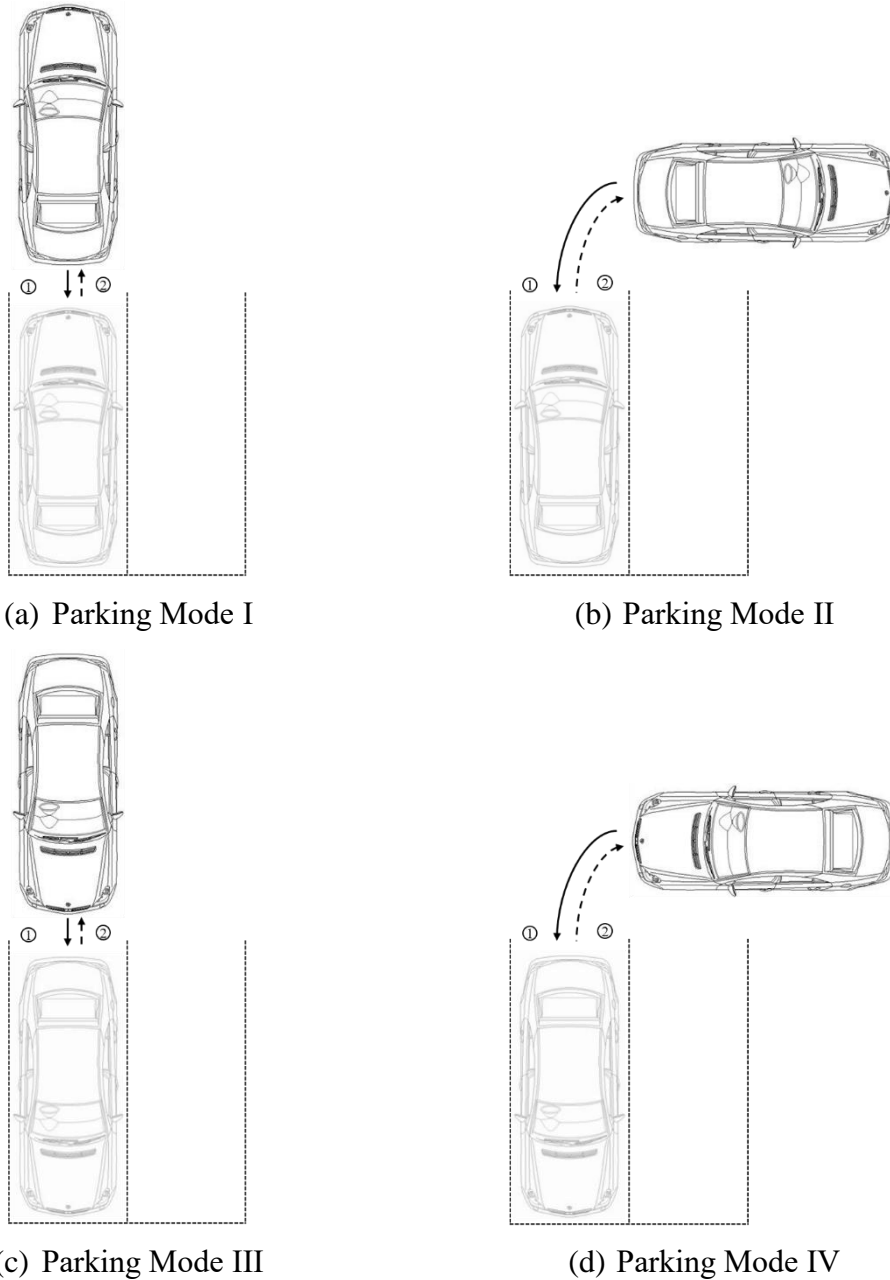 ① ②
① ②
(a) Parking Mode I
(b) Parking Mode II
① ②
① ②
(c) Parking Mode III
(d) Parking Mode IV